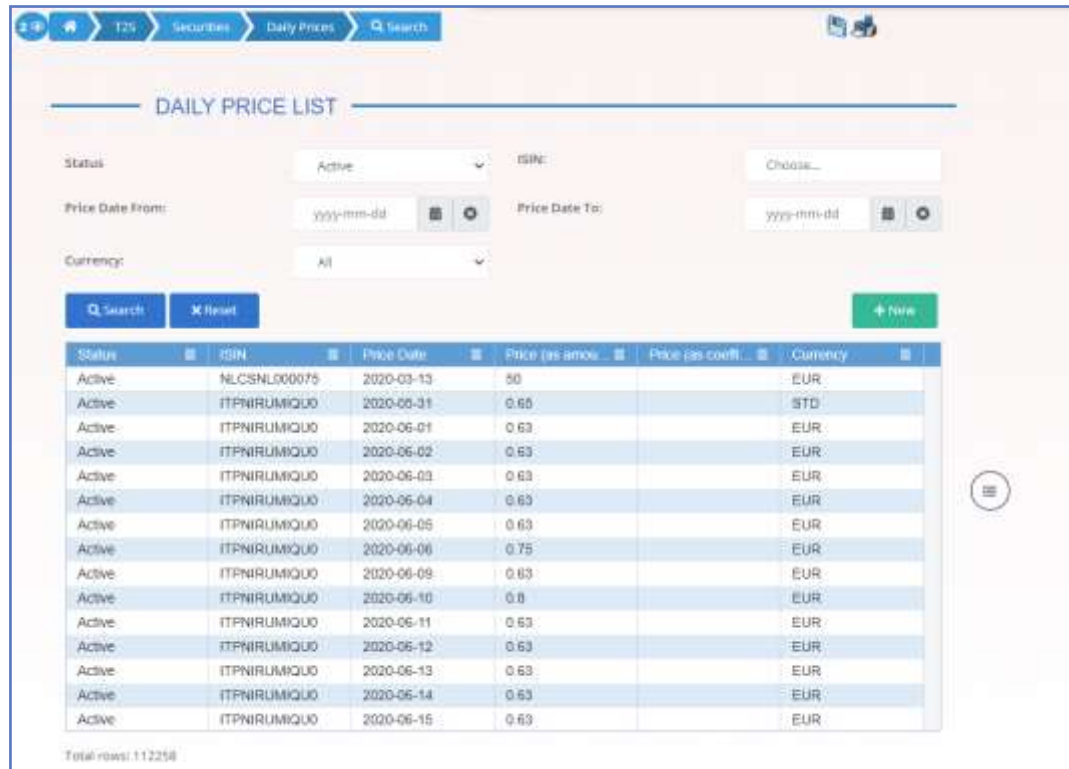 T2S Securities Daily Prices Search
DAILY PRICE LIST
Status Active ISIN: Choose...
Price Date From: yyyy-mm-dd Price Date To: yyyy-mm-dd
Currency: All
Search Reset New
Status ISIN Price Date Price (as amou... Price (as coeffi... Currency
Active NLCSNL000075 2020-03-13 50 EUR
Active ITPNIRUMIQU0 2020-05-31 0.65 STD
Active ITPNIRUMIQU0 2020-06-01 0.63 EUR
Active ITPNIRUMIQU0 2020-06-02 0.63 EUR
Active ITPNIRUMIQU0 2020-06-03 0.63 EUR
Active ITPNIRUMIQU0 2020-06-04 0.63 EUR
Active ITPNIRUMIQU0 2020-06-05 0.63 EUR
Active ITPNIRUMIQU0 2020-06-06 0.75 EUR
Active ITPNIRUMIQU0 2020-06-09 0.63 EUR
Active ITPNIRUMIQU0 2020-06-10 0.8 EUR
Active ITPNIRUMIQU0 2020-06-11 0.63 EUR
Active ITPNIRUMIQU0 2020-06-12 0.63 EUR
Active ITPNIRUMIQU0 2020-06-13 0.63 EUR
Active ITPNIRUMIQU0 2020-06-14 0.63 EUR
Active ITPNIRUMIQU0 2020-06-15 0.63 EUR
Total rows: 112258